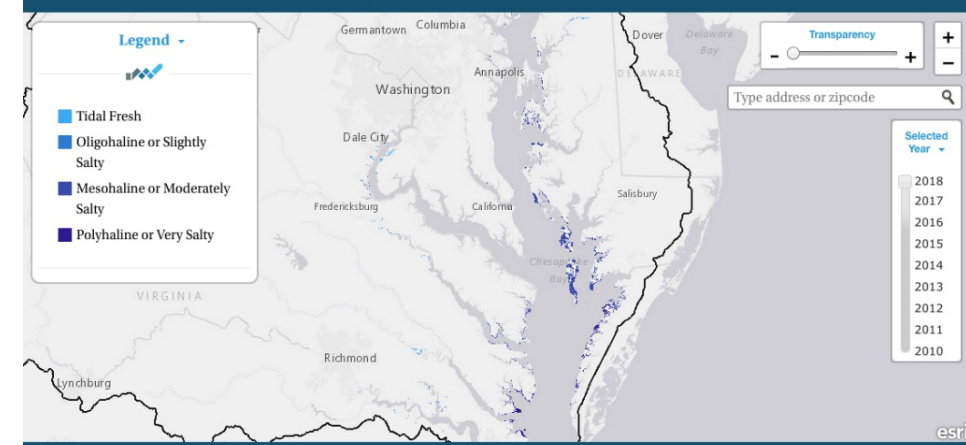 Legend
Tidal Fresh
Oligohaline or Slightly
Salty
Mesohaline or Moderately
Salty
Polyhaline or Very Salty
Germantown
Columbia
Annapolis
Washington
Dale City
Fredericksburg
California
Salisbury
Chesapeake
Bay
VIRGINIA
Richmond
Lynchburg
Dover
Delaware
Bay
DELAWARE
Transparency
- +
+
-
Type address or zipcode
Selected
Year
2018
2017
2016
2015
2014
2013
2012
2011
2010
esri